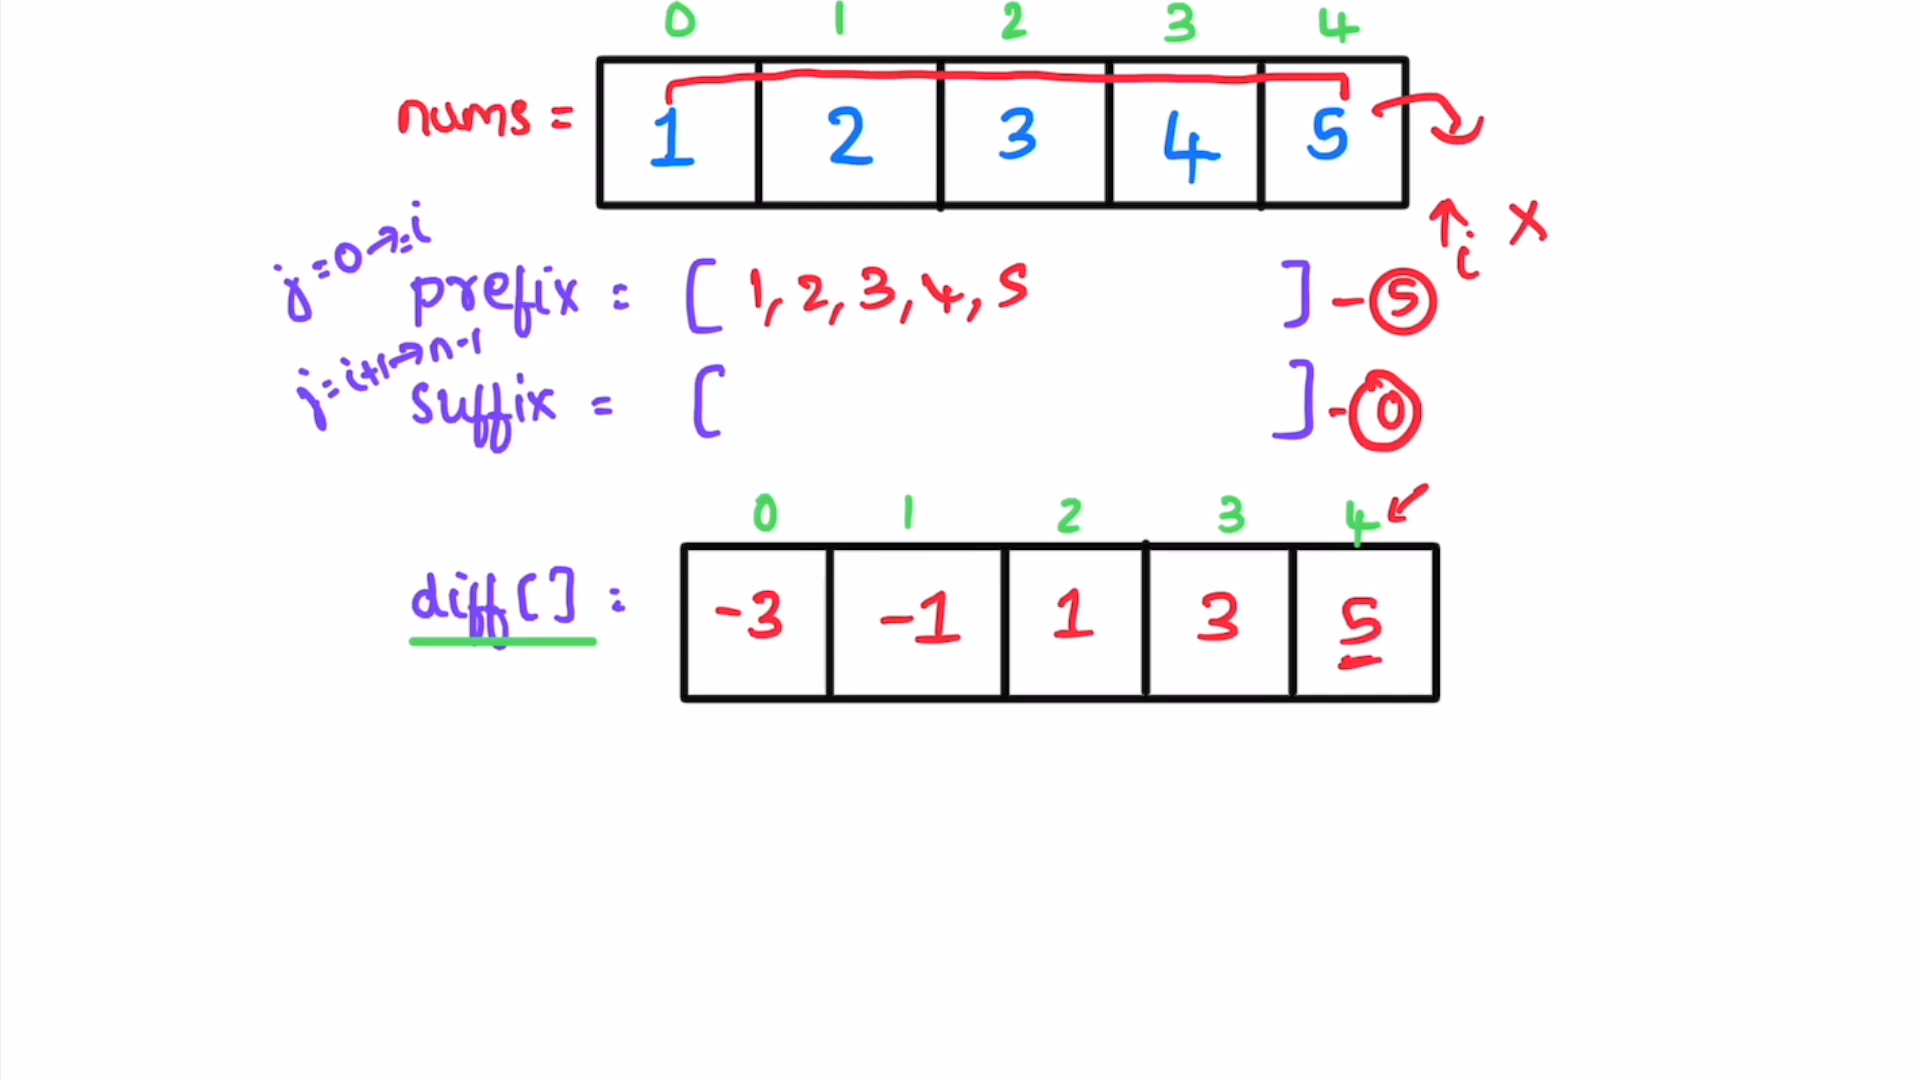 0 1 2 3 4
nums = 1 2 3 4 5
i X
j=0→=i
prefix = [ 1, 2, 3, 4, 5 ] - 5
j=i+1→n-1
suffix = [ ] - 0
0 1 2 3 4
diff[] = -3 -1 1 3 5